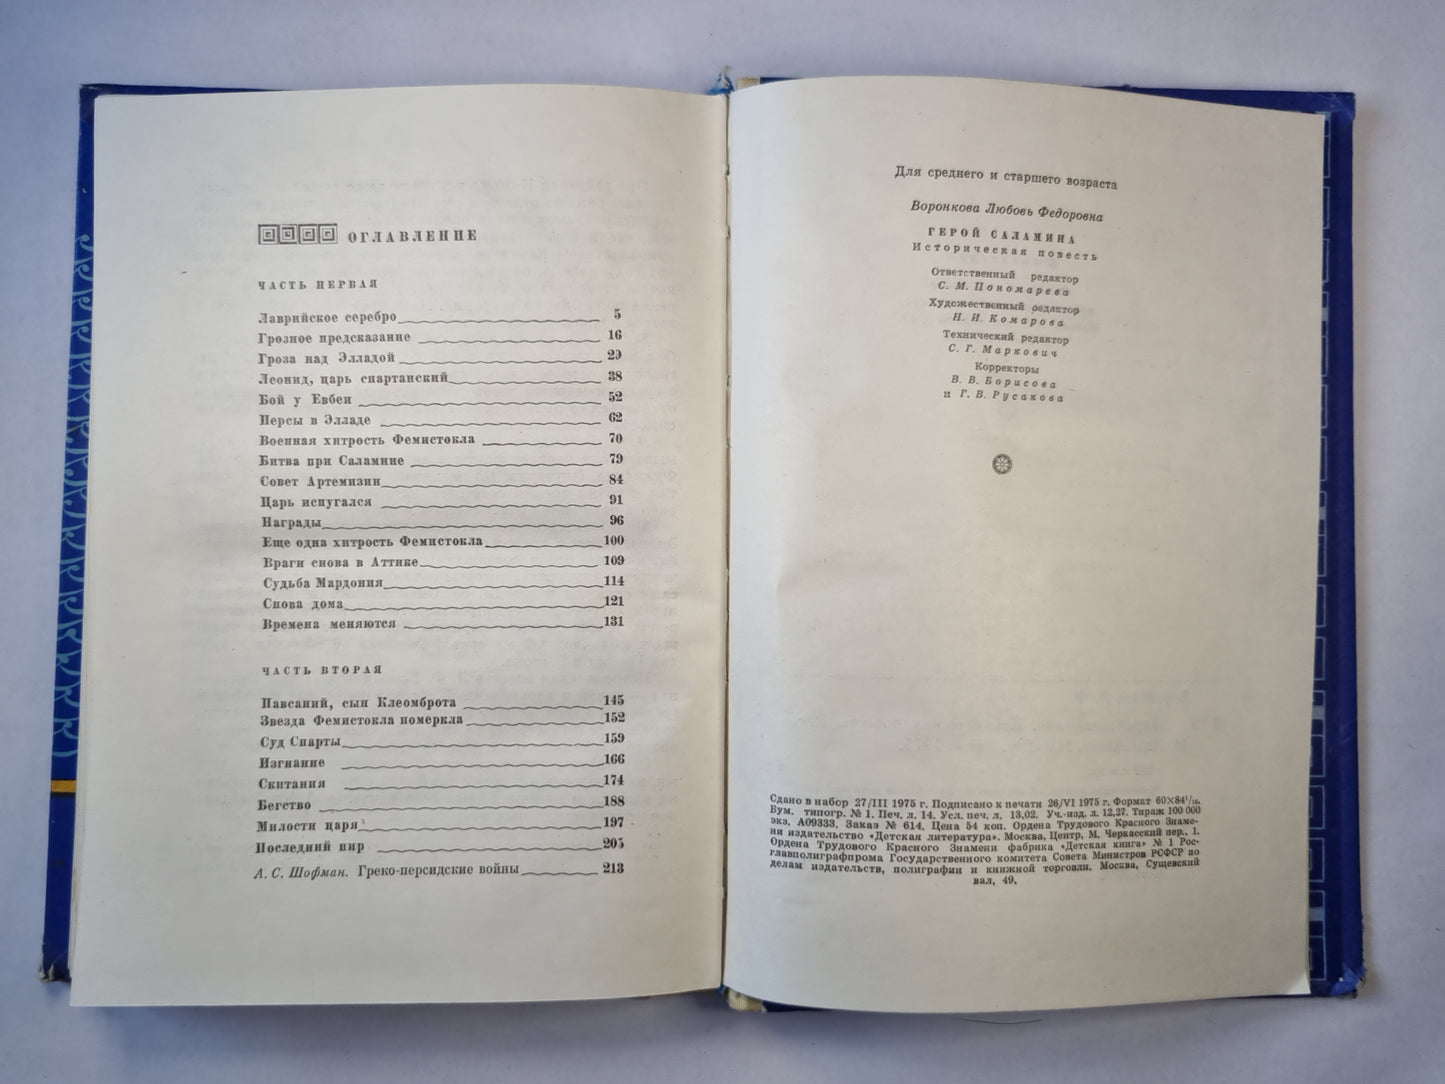 ОГЛАВЛЕНИЕ
ЧАСТЬ ПЕРВАЯ
Лаврийское серебро 5
Грозное предсказание 16
Гроза над Элладой 29
Леонид, царь спартанский 38
Бой у Евбеи 52
Персы в Элладе 62
Военная хитрость Фемистокла 70
Битва при Саламине 79
Совет Артемизии 84
Царь испугался 91
Награды 96
Еще одна хитрость Фемистокла 100
Враги снова в Аттике 109
Судьба Мардония 114
Снова дома 121
Времена меняются 131
ЧАСТЬ ВТОРАЯ
Павсаний, сын Клеомброта 145
Звезда Фемистокла померкла 152
Суд Спарты 159
Изгнание 166
Скитания 174
Бегство 188
Милости царя 197
Последний пир 205
А. С. Шофман. Греко-персидские войны 213
Для среднего и старшего возраста
Воронкова Любовь Федоровна
ГЕРОЙ САЛАМИНА
Историческая повесть
Ответственный редактор
С. М. Пономарева
Художественный редактор
Н. И. Комарова
Технический редактор
С. Г. Маркович
Корректоры
В. В. Борисова
и Г. В. Русакова
Сдано в набор 27/III 1975 г. Подписано к печати 26/VI 1975 г. Формат 60×84¹/₁₆.
Бум. типогр. № 1. Печ. л. 14. Усл. печ. л. 13,02. Уч.-изд. л. 12,27. Тираж 100 000
экз. А09333. Заказ № 614. Цена 54 коп. Ордена Трудового Красного Знаме-
ни издательство «Детская литература». Москва, Центр, М. Черкасский пер., 1.
Ордена Трудового Красного Знамени фабрика «Детская книга» № 1 Рос-
главполиграфпрома Государственного комитета Совета Министров РСФСР по
делам издательств, полиграфии и книжной торговли. Москва, Сущевский
вал, 49.